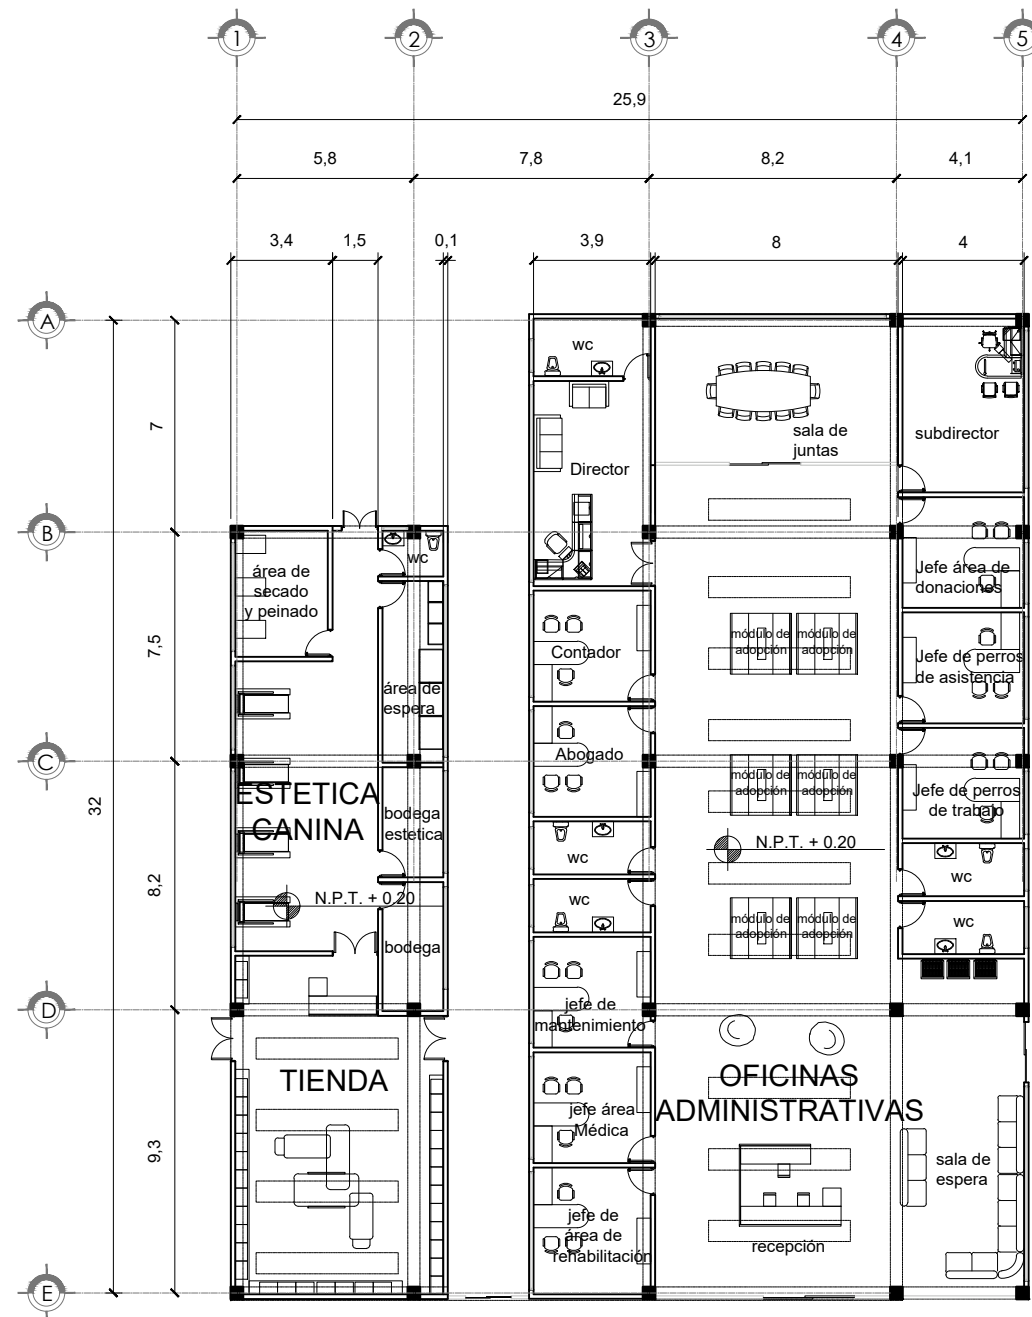 1
2
3
4
5
25,9
5,8
7,8
8,2
4,1
3,4
1,5
0,1
3,9
8
4
A
B
C
D
E
7
7,5
32
8,2
9,3
wc
sala de
juntas
subdirector
Director
wc
área de
secado
y peinado
Jefe área de
donaciones
módulo de
adopción
módulo de
adopción
Contador
Jefe de perros
de asistencia
área de
espera
Abogado
módulo de
adopción
módulo de
adopción
Jefe de perros
de trabajo
ESTETICA
CANINA
bodega
estetica
N.P.T. + 0.20
wc
wc
N.P.T. + 0,20
wc
wc
módulo de
adopción
módulo de
adopción
bodega
jefe de
mantenimiento
TIENDA
OFICINAS
ADMINISTRATIVAS
jefe área
Médica
sala de
espera
jefe de
área de
rehabilitación
recepción